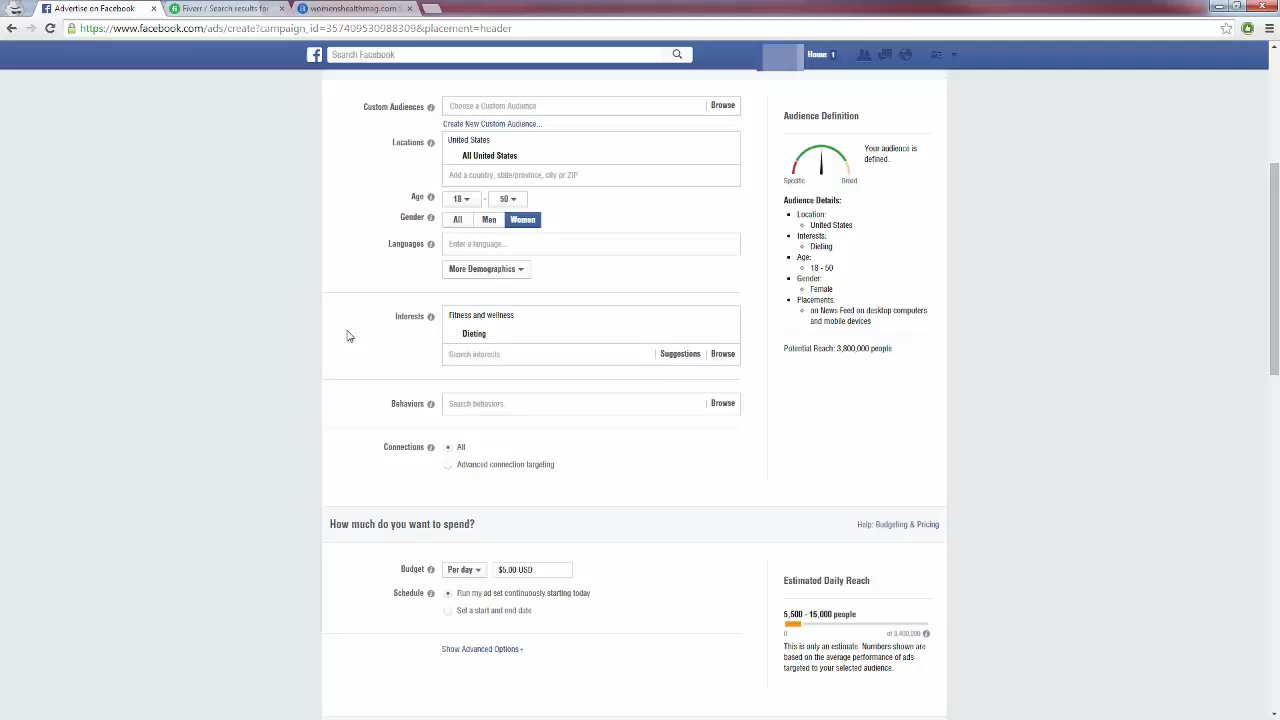 Advertise on Facebook
Fiverr / Search results for
womenshealthmag.com
https://www.facebook.com/ads/create?campaign_id=357409530988309&placement=header
Search Facebook
Home 1
Custom Audiences
Choose a Custom Audience
Browse
Create New Custom Audience...
Locations
United States
All United States
Add a country, state/province, city or ZIP
Age
18 - 50
Gender
All Men Women
Languages
Enter a language...
More Demographics
Interests
Fitness and wellness
Dieting
Search interests
Suggestions
Browse
Behaviors
Search behaviors
Browse
Connections
All
Advanced connection targeting
Audience Definition
Your audience is
defined.
Specific
Broad
Audience Details:
Location:
United States
Interests:
Dieting
Age:
18 - 50
Gender:
Female
Placements:
on News Feed on desktop computers
and mobile devices
Potential Reach: 3,800,000 people
How much do you want to spend?
Help: Budgeting & Pricing
Budget
Per day
$5.00 USD
Schedule
Run my ad set continuously starting today
Set a start and end date
Show Advanced Options
Estimated Daily Reach
5,500 - 15,000 people
0
of 3,400,000
This is only an estimate. Numbers shown are
based on the average performance of ads
targeted to your selected audience.